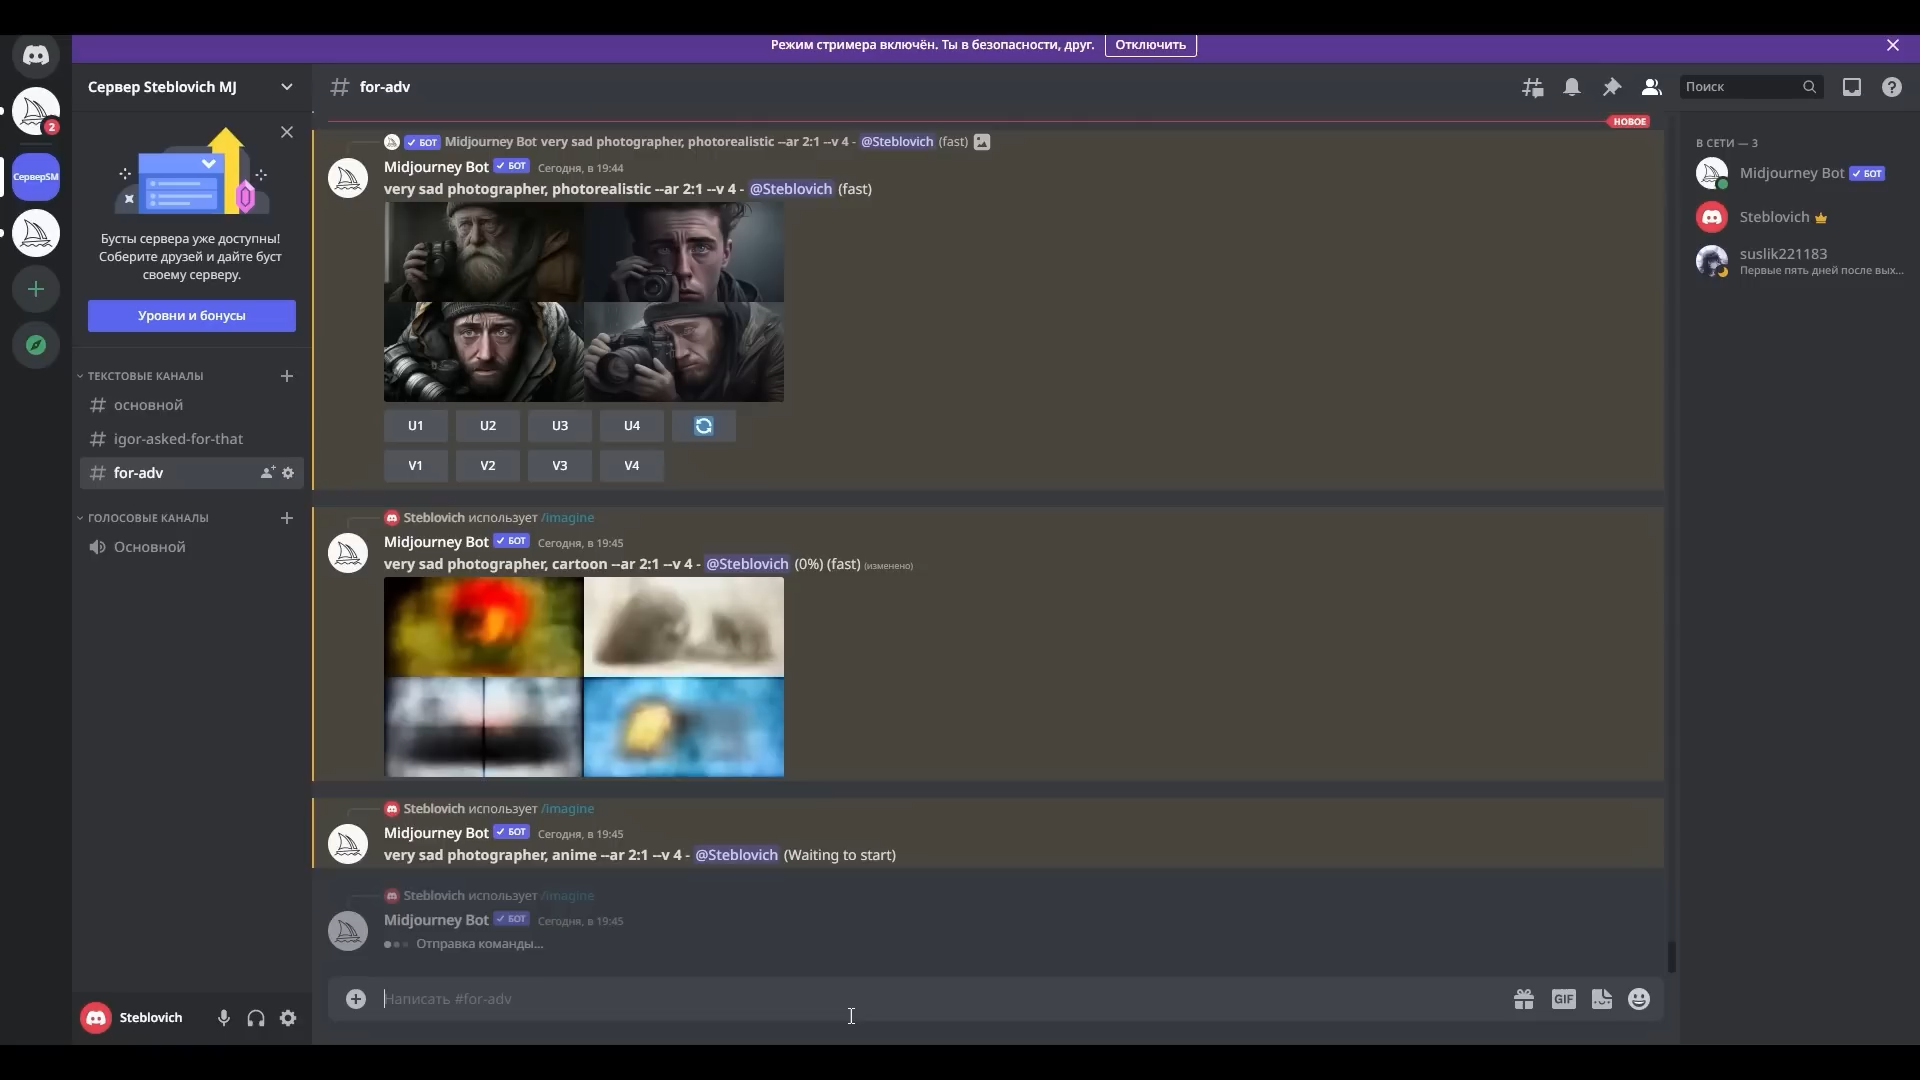 Режим стримера включён. Ты в безопасности, друг. Отключить
Сервер Steblovich MJ
for-adv
Поиск
2
СерверSM
Бусты сервера уже доступны!
Соберите друзей и дайте буст
своему серверу.
Уровни и бонусы
ТЕКСТОВЫЕ КАНАЛЫ
основной
igor-asked-for-that
for-adv
ГОЛОСОВЫЕ КАНАЛЫ
Основной
Steblovich
НОВОЕ
БОТ Midjourney Bot very sad photographer, photorealistic --ar 2:1 --v 4 - @Steblovich (fast)
Midjourney Bot БОТ Сегодня, в 19:44
very sad photographer, photorealistic --ar 2:1 --v 4 - @Steblovich (fast)
U1 U2 U3 U4
V1 V2 V3 V4
Steblovich использует /imagine
Midjourney Bot БОТ Сегодня, в 19:45
very sad photographer, cartoon --ar 2:1 --v 4 - @Steblovich (0%) (fast) (изменено)
Steblovich использует /imagine
Midjourney Bot БОТ Сегодня, в 19:45
very sad photographer, anime --ar 2:1 --v 4 - @Steblovich (Waiting to start)
Steblovich использует /imagine
Midjourney Bot БОТ Сегодня, в 19:45
Отправка команды...
Написать #for-adv
GIF
В СЕТИ — 3
Midjourney Bot БОТ
Steblovich
suslik221183
Первые пять дней после вых...